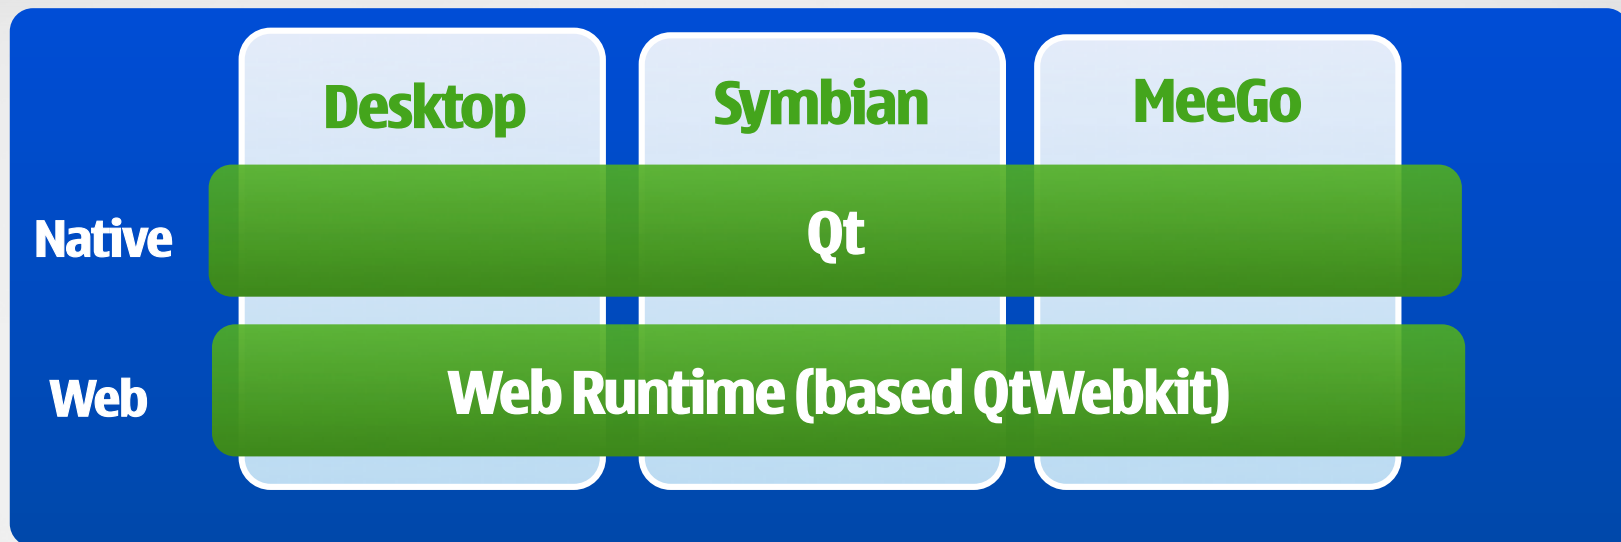 Desktop
Symbian
MeeGo
Native
Qt
Web
Web Runtime (based QtWebkit)